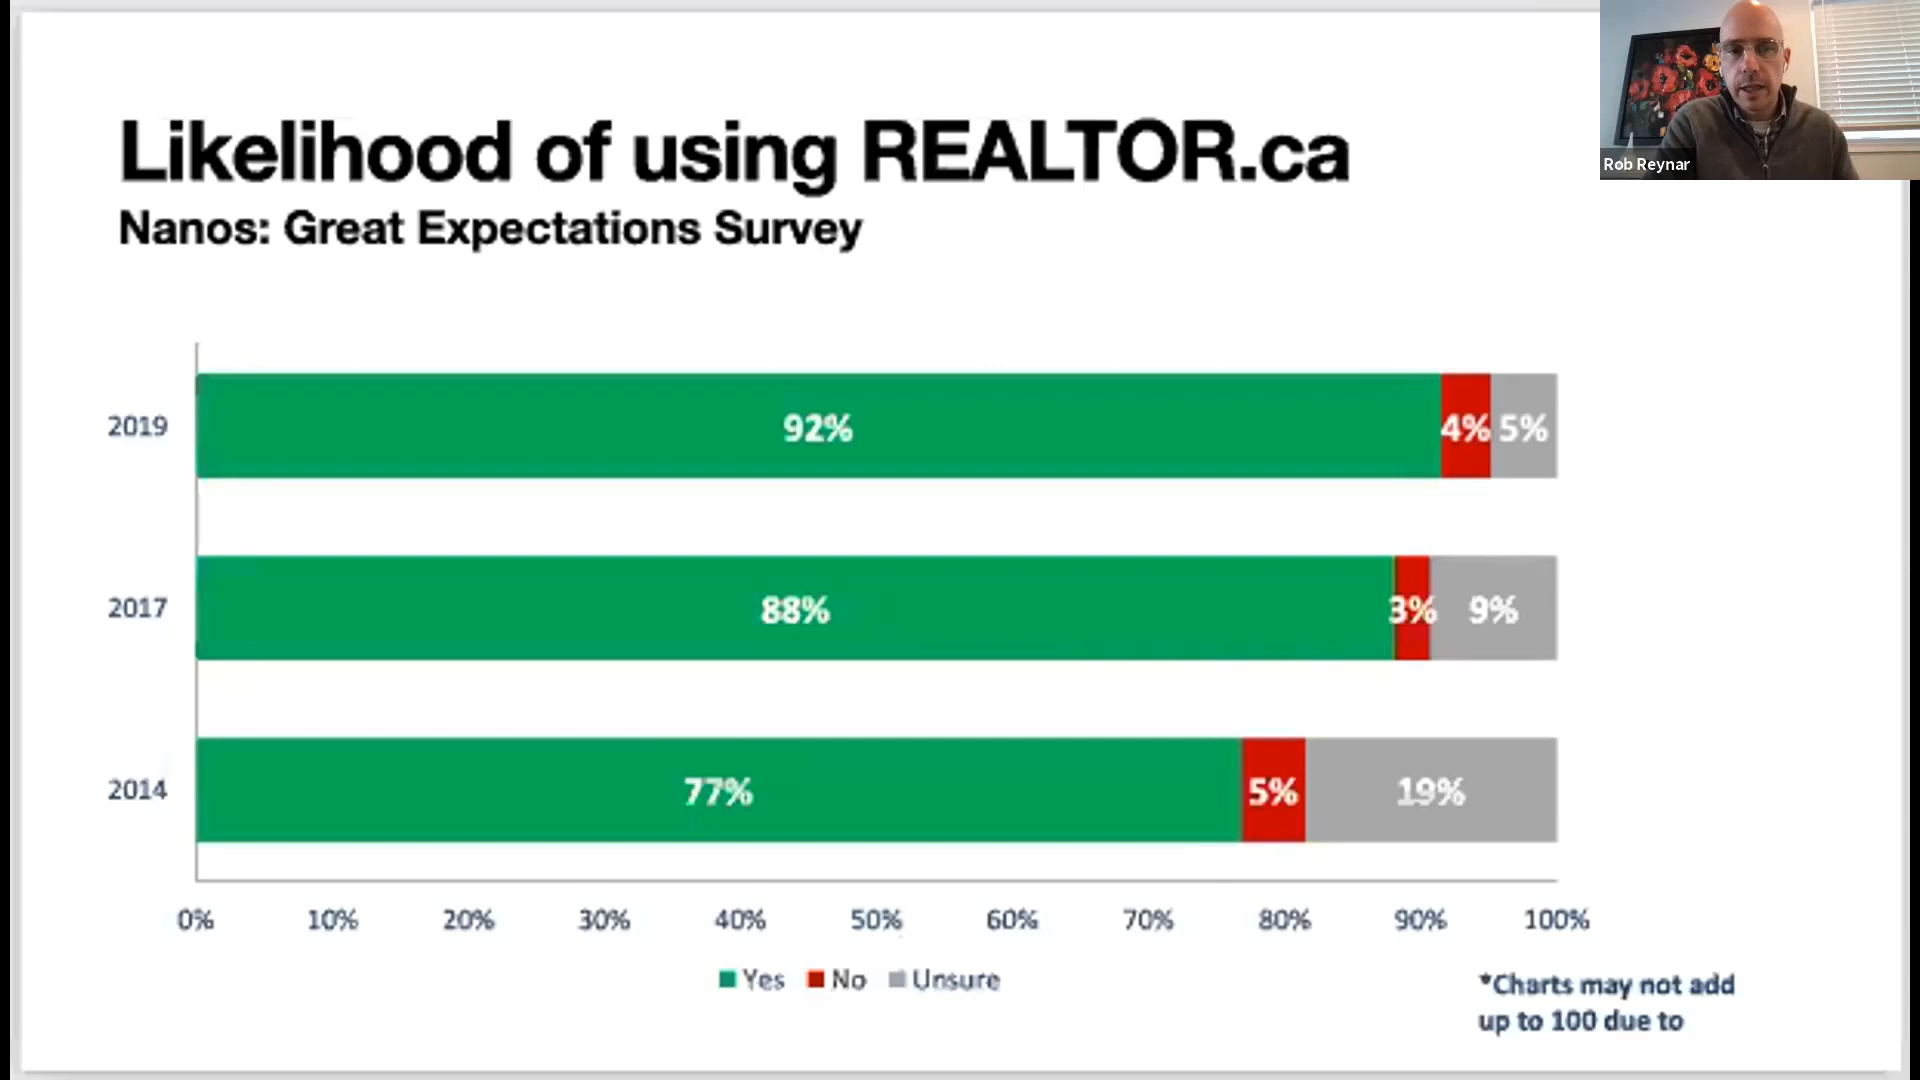 Likelihood of using REALTOR.ca
Nanos: Great Expectations Survey
Rob Reynar
2019 92% 4% 5%
2017 88% 3% 9%
2014 77% 5% 19%
0% 10% 20% 30% 40% 50% 60% 70% 80% 90% 100%
Yes No Unsure
*Charts may not add
up to 100 due to